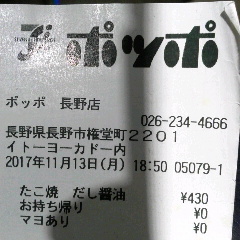 ポッポ
ポッポ 長野店
026-234-4666
長野県長野市権堂町2201
イトーヨーカドー内
2017年11月13日(月) 18:50 05079-1
たこ焼 だし醤油 ¥430
お持ち帰り ¥0
マヨあり ¥0